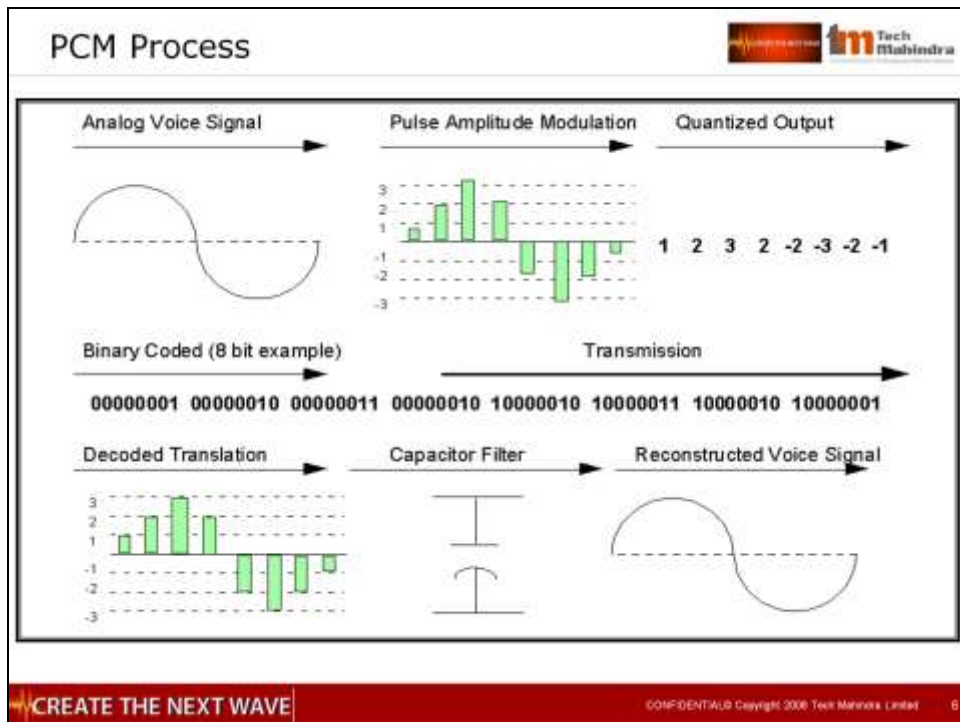 PCM Process
Tech
Mahindra
Analog Voice Signal
Pulse Amplitude Modulation
Quantized Output
3
2
1
-1
-2
-3
1 2 3 2 -2 -3 -2 -1
Binary Coded (8 bit example)
Transmission
00000001 00000010 00000011 00000010 10000010 10000011 10000010 10000001
Decoded Translation
Capacitor Filter
Reconstructed Voice Signal
3
2
1
-1
-2
-3
CREATE THE NEXT WAVE
CONFIDENTIAL© Copyright 2008 Tech Mahindra Limited 6